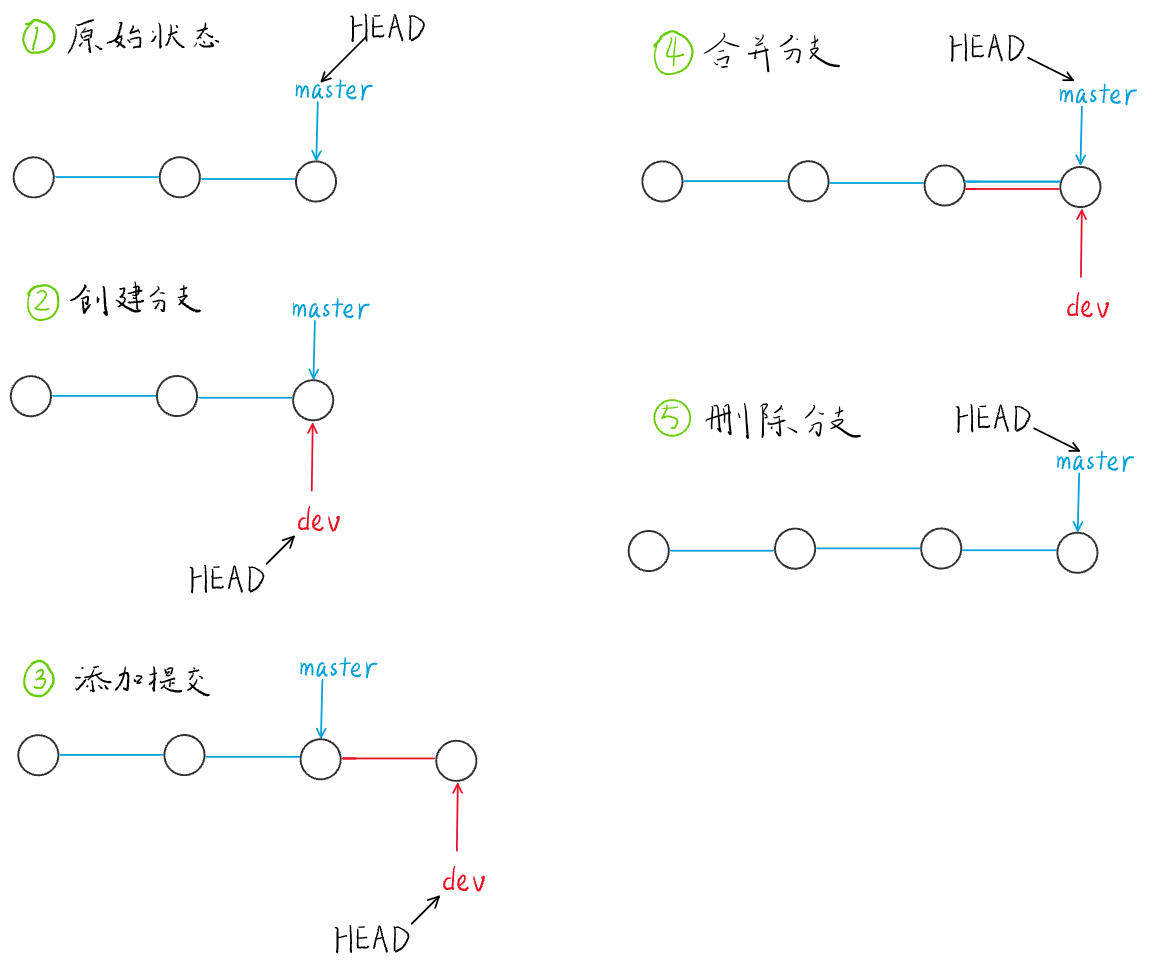 ① 原始状态
HEAD
master
② 创建分支
master
dev
HEAD
③ 添加提交
master
dev
HEAD
④ 合并分支
HEAD
master
dev
⑤ 删除分支
HEAD
master